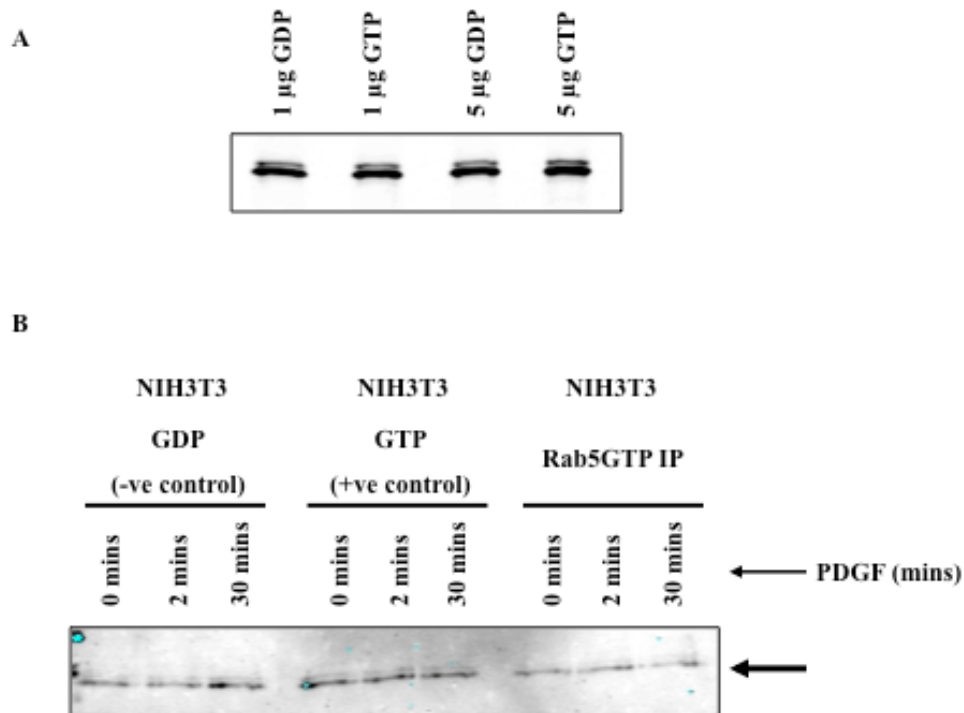 A
1 µg GDP
1 µg GTP
5 µg GDP
5 µg GTP
B
NIH3T3
GDP
(-ve control)
NIH3T3
GTP
(+ve control)
NIH3T3
Rab5GTP IP
0 mins
2 mins
30 mins
0 mins
2 mins
30 mins
0 mins
2 mins
30 mins
PDGF (mins)